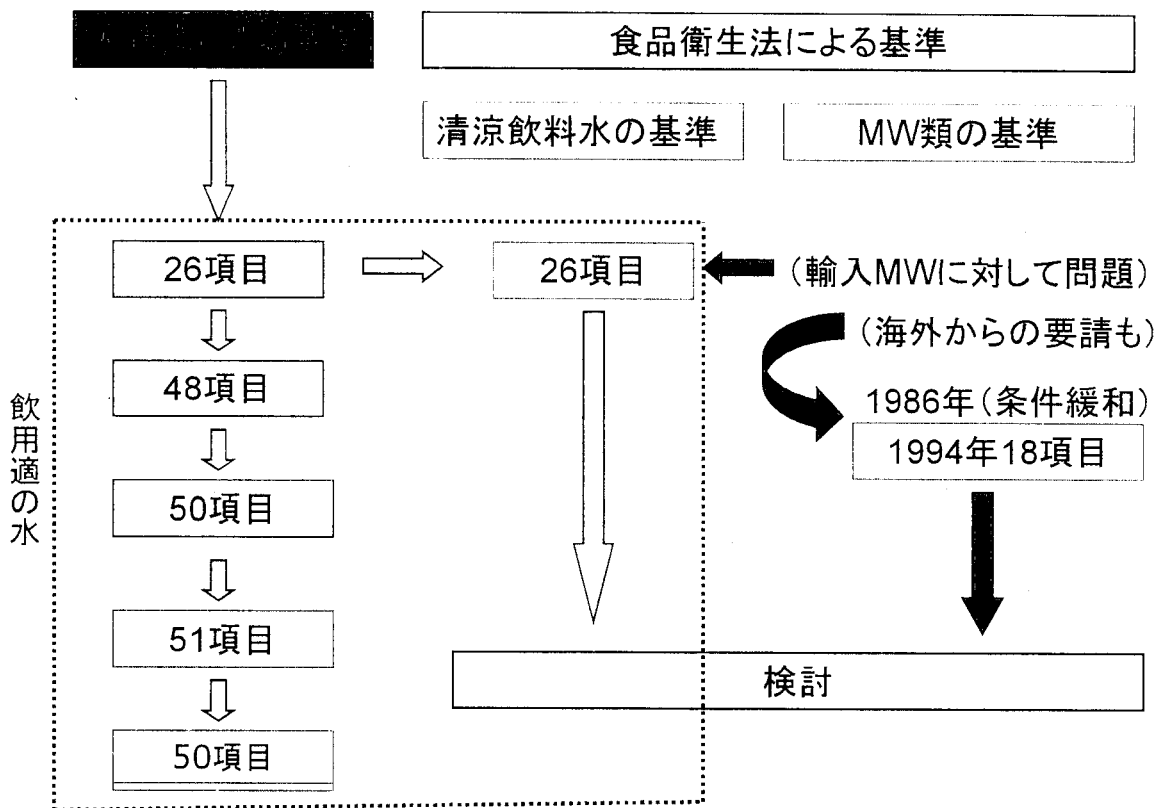 食品衛生法による基準
清涼飲料水の基準
MW類の基準
飲用適の水
26項目
48項目
50項目
51項目
50項目
26項目
(輸入MWに対して問題)
(海外からの要請も)
1986年(条件緩和)
1994年18項目
検討